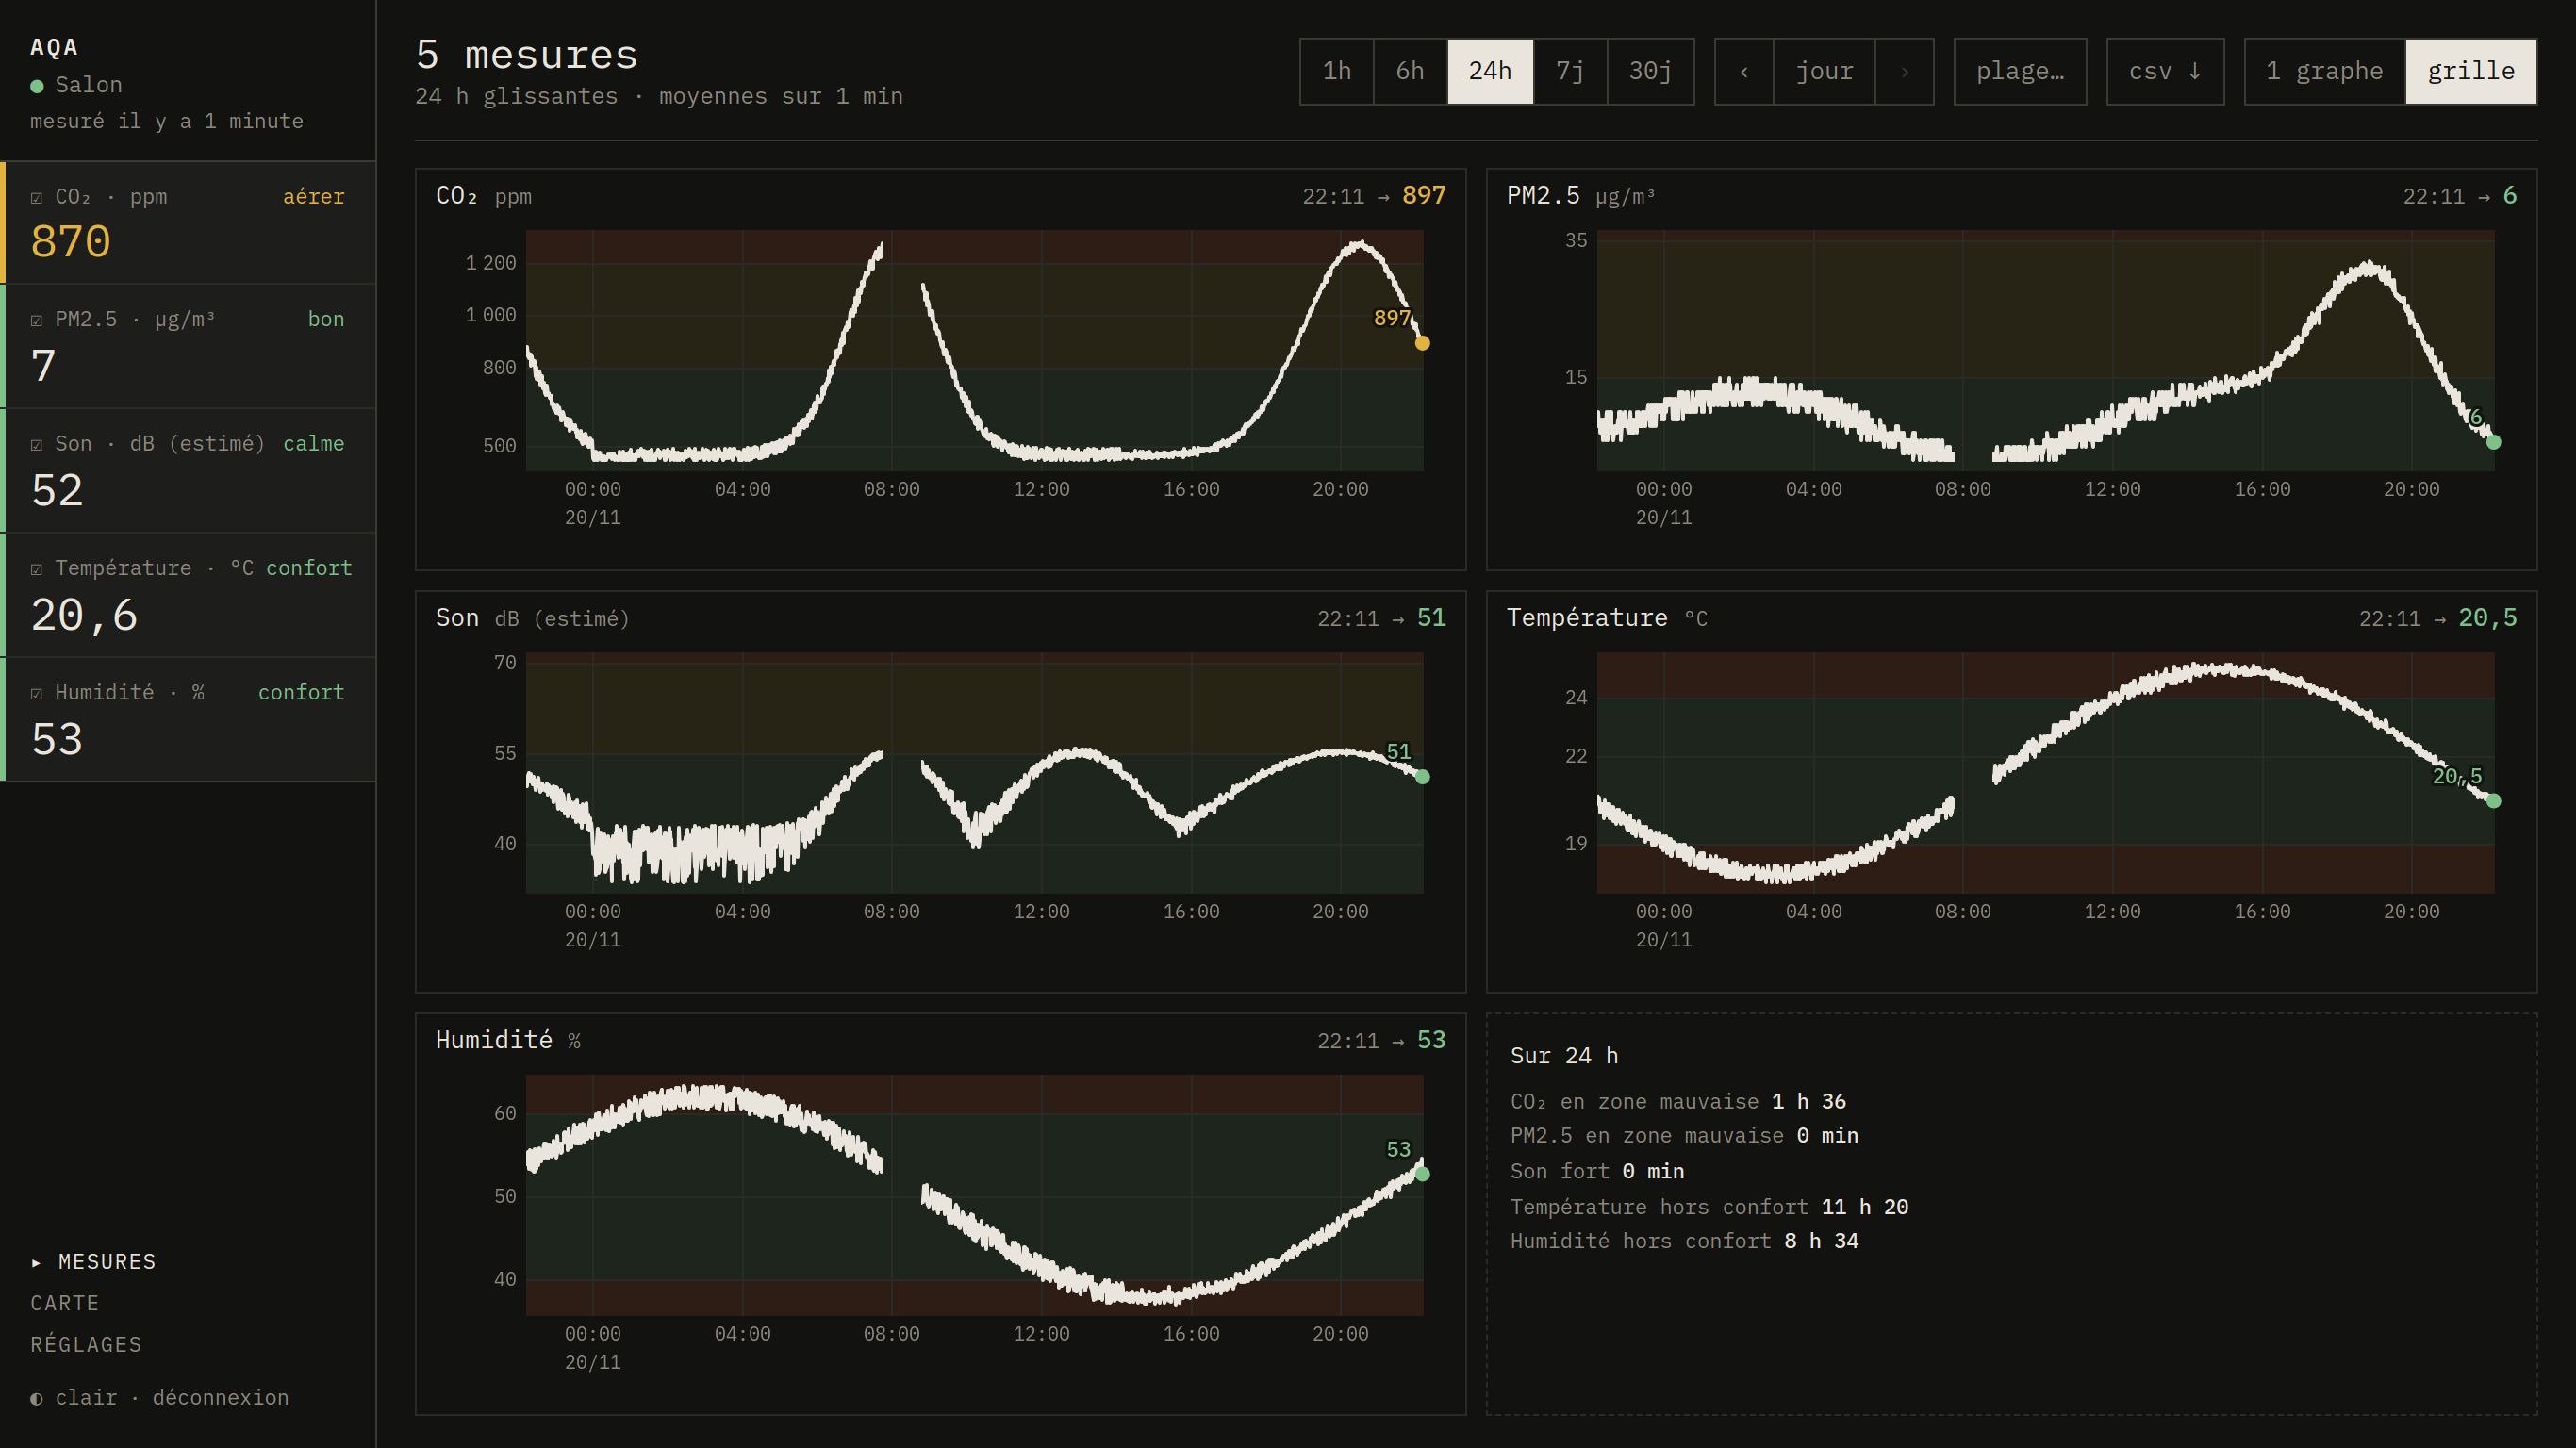 AQA
● Salon
mesuré il y a 1 minute
☑ CO₂ · ppm aérer
870
☑ PM2.5 · µg/m³ bon
7
☑ Son · dB (estimé) calme
52
☑ Température · °C confort
20,6
☑ Humidité · % confort
53
▸ MESURES
CARTE
RÉGLAGES
◐ clair · déconnexion
5 mesures
24 h glissantes · moyennes sur 1 min
1h 6h 24h 7j 30j ‹ jour › plage… csv ↓ 1 graphe grille
CO₂ ppm 22:11 → 897
1 200
1 000
897
800
500
00:00 04:00 08:00 12:00 16:00 20:00
20/11
PM2.5 µg/m³ 22:11 → 6
35
15
6
00:00 04:00 08:00 12:00 16:00 20:00
20/11
Son dB (estimé) 22:11 → 51
70
55
51
40
00:00 04:00 08:00 12:00 16:00 20:00
20/11
Température °C 22:11 → 20,5
24
22
20,5
19
00:00 04:00 08:00 12:00 16:00 20:00
20/11
Humidité % 22:11 → 53
60
53
50
40
00:00 04:00 08:00 12:00 16:00 20:00
20/11
Sur 24 h
CO₂ en zone mauvaise 1 h 36
PM2.5 en zone mauvaise 0 min
Son fort 0 min
Température hors confort 11 h 20
Humidité hors confort 8 h 34